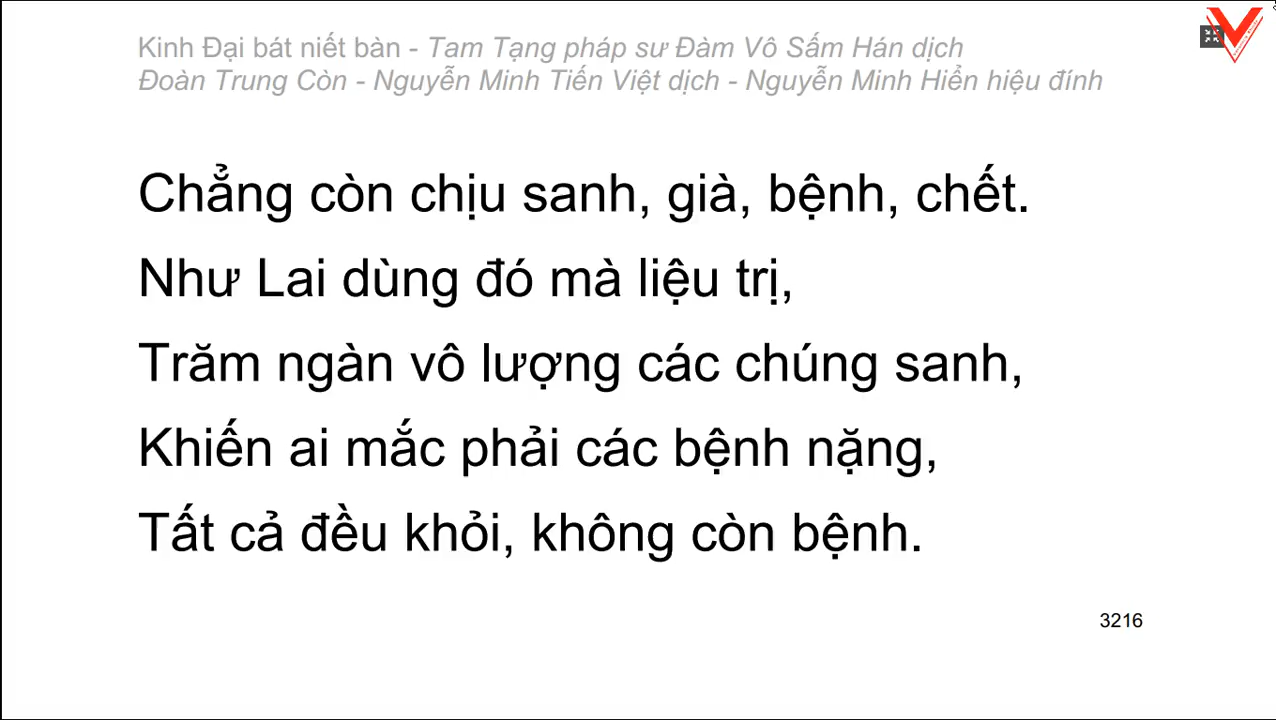 Kinh Đại bát niết bàn - Tam Tạng pháp sư Đàm Vô Sấm Hán dịch
Đoàn Trung Còn - Nguyễn Minh Tiến Việt dịch - Nguyễn Minh Hiển hiệu đính
Chẳng còn chịu sanh, già, bệnh, chết.
Như Lai dùng đó mà liệu trị,
Trăm ngàn vô lượng các chúng sanh,
Khiến ai mắc phải các bệnh nặng,
Tất cả đều khỏi, không còn bệnh.
3216